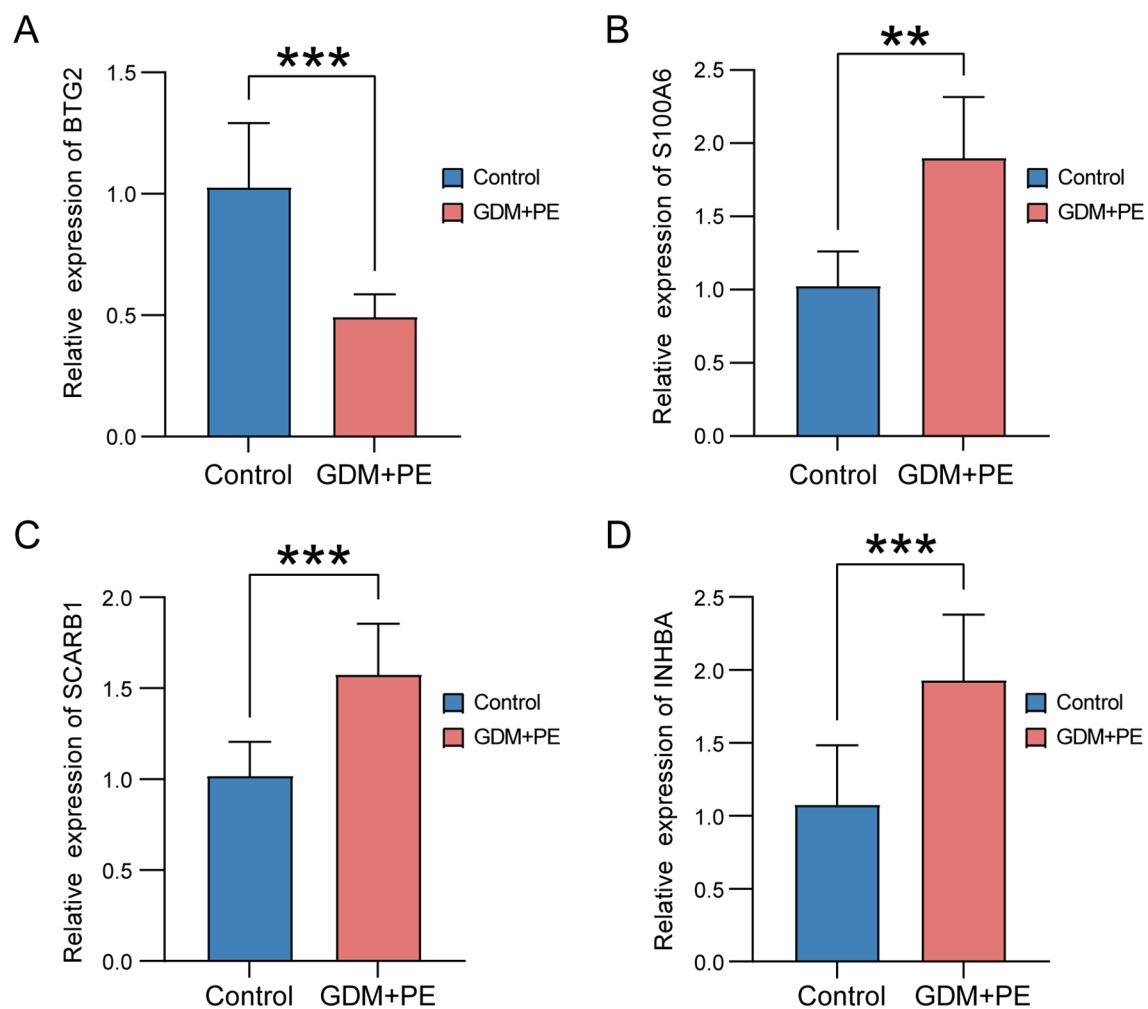 A
Relative expression of BTG2
1.5
1.0
0.5
0.0
***
Control
GDM+PE
Control
GDM+PE
B
Relative expression of S100A6
2.5
2.0
1.5
1.0
0.5
0.0
**
Control
GDM+PE
Control
GDM+PE
C
Relative expression of SCARB1
2.0
1.5
1.0
0.5
0.0
***
Control
GDM+PE
Control
GDM+PE
D
Relative expression of INHBA
2.5
2.0
1.5
1.0
0.5
0.0
***
Control
GDM+PE
Control
GDM+PE